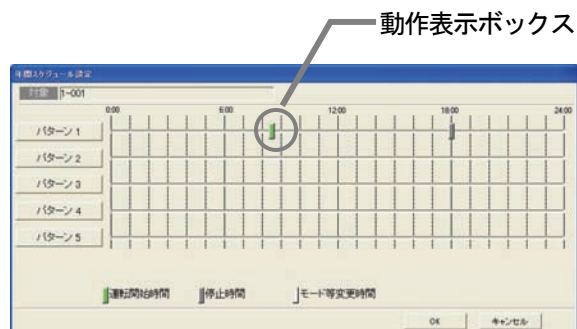 動作表示ボックス
年間スケジュール設定
対象 1-001
0:00 6:00 12:00 18:00 24:00
パターン 1
パターン 2
パターン 3
パターン 4
パターン 5
運転開始時間 停止時間 モード等変更時間
OK キャンセル